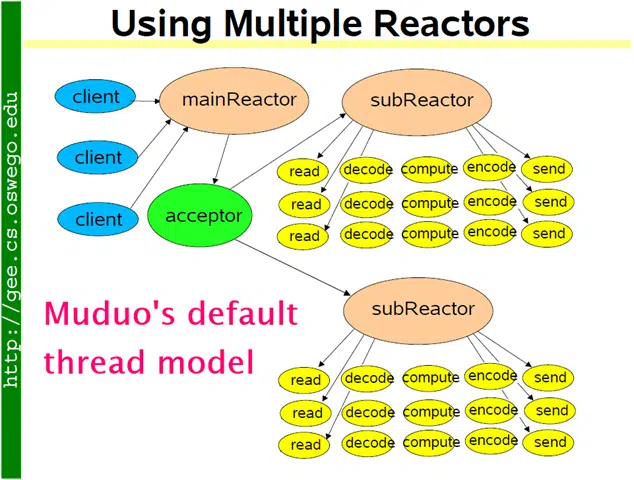 Using Multiple Reactors
http://gee.cs.oswego.edu
client
mainReactor
subReactor
client
client
acceptor
read decode compute encode send
read decode compute encode send
read decode compute encode send
Muduo's default
thread model
subReactor
read decode compute encode send
read decode compute encode send
read decode compute encode send